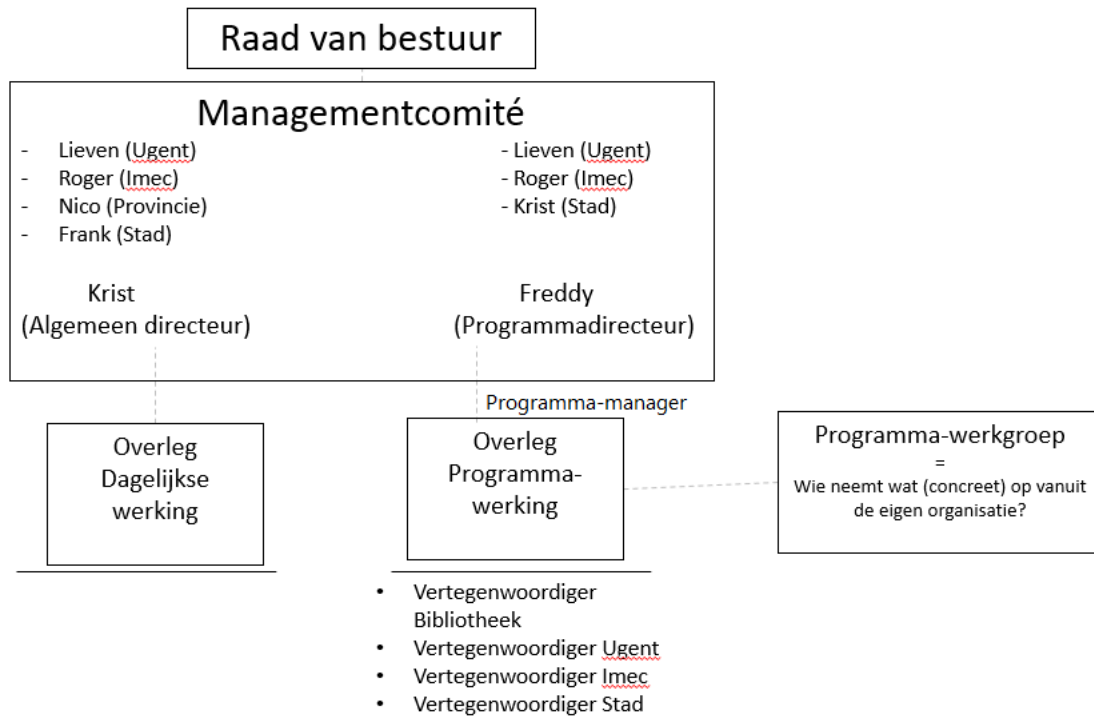 Raad van bestuur
Managementcomité
- Lieven (Ugent)
- Roger (Imec)
- Nico (Provincie)
- Frank (Stad)
- Lieven (Ugent)
- Roger (Imec)
- Krist (Stad)
Krist
(Algemeen directeur)
Freddy
(Programmadirecteur)
Programma-manager
Overleg
Dagelijkse
werking
Overleg
Programma-
werking
Programma-werkgroep
=
Wie neemt wat (concreet) op vanuit
de eigen organisatie?
• Vertegenwoordiger
Bibliotheek
• Vertegenwoordiger Ugent
• Vertegenwoordiger Imec
• Vertegenwoordiger Stad